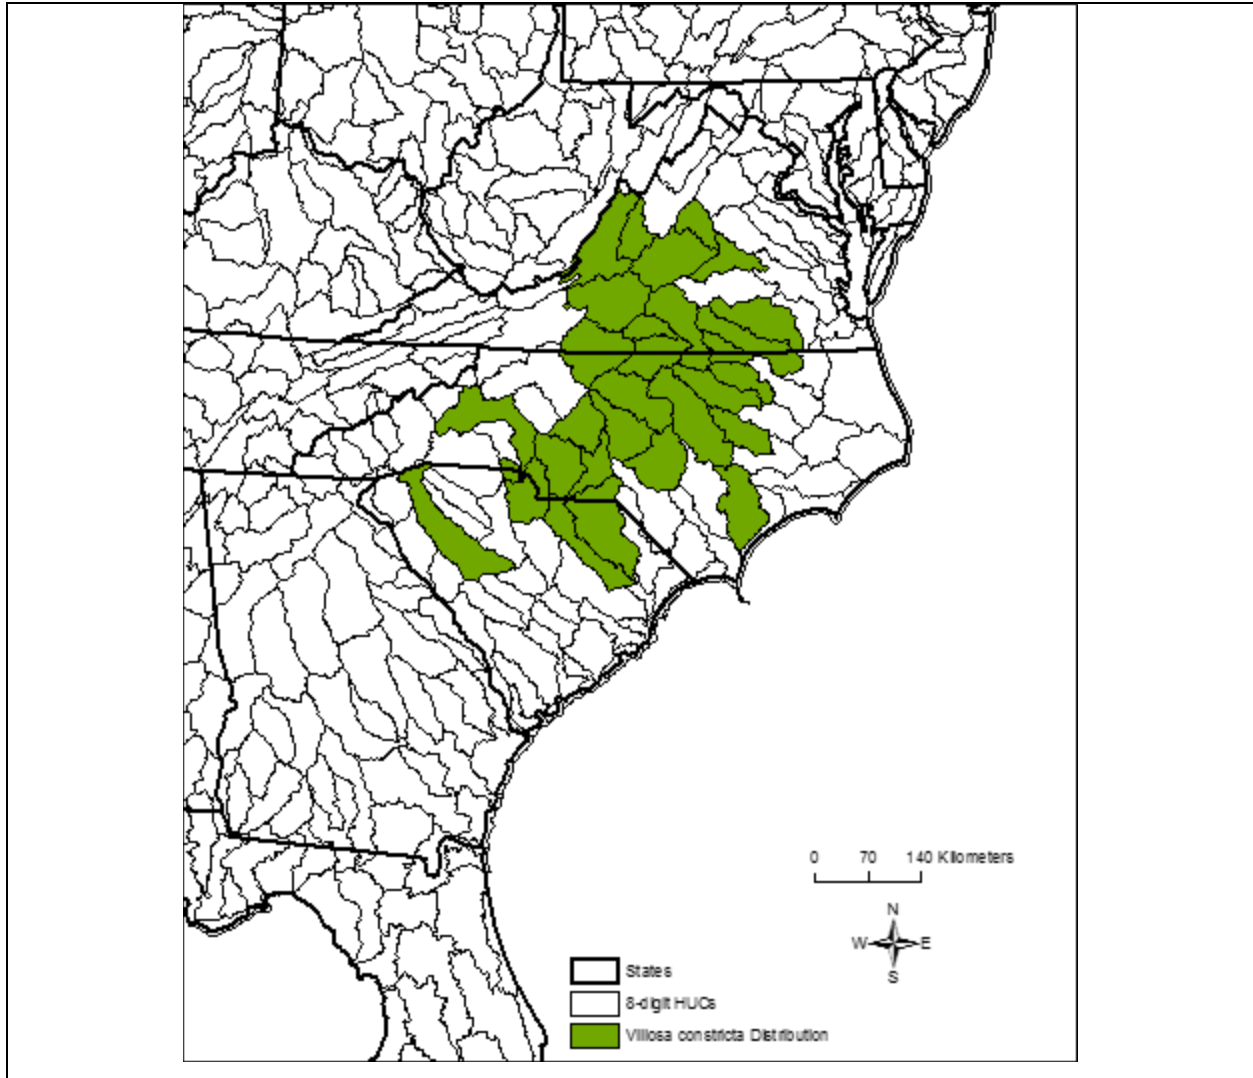 0 70 140 Kilometers
N
W E
S
States
8-digit HUCs
Villosa constricta Distribution